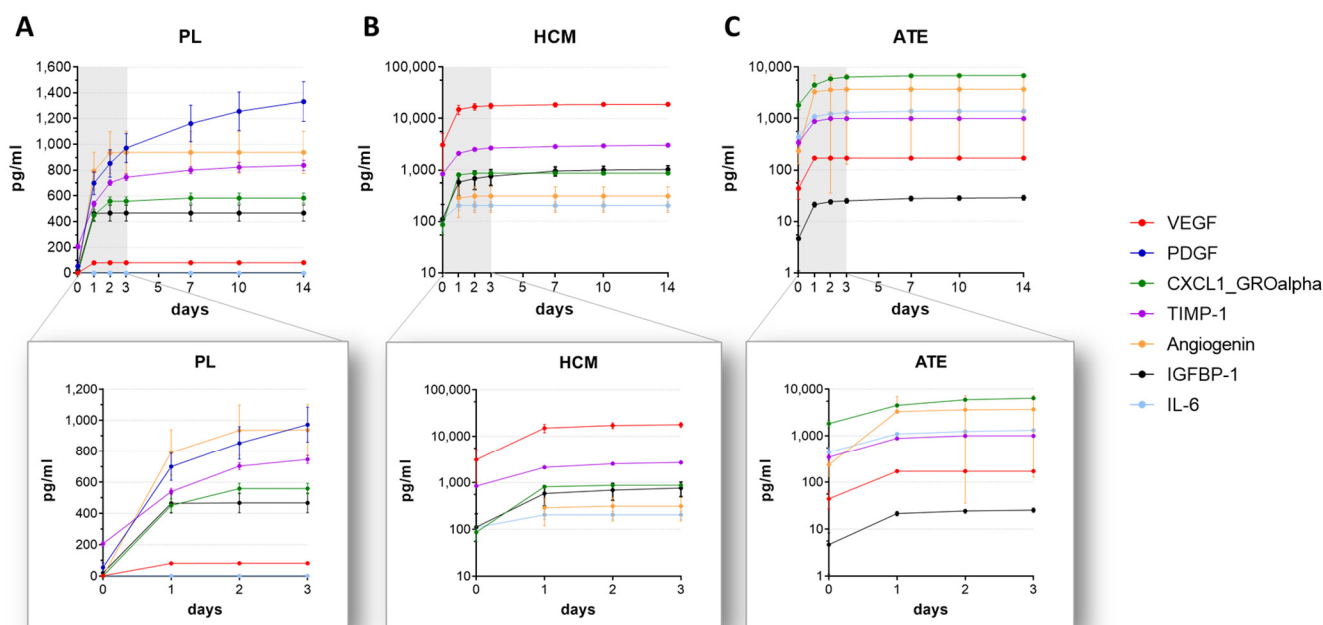 A
PL
1,600
1,400
1,200
1,000
800
600
400
200
0
pg/ml
0 1 2 3 5 7 10 14
days
B
HCM
100,000
10,000
1,000
100
10
pg/ml
0 1 2 3 5 7 10 14
days
C
ATE
10,000
1,000
100
10
1
pg/ml
0 1 2 3 5 7 10 14
days
VEGF
PDGF
CXCL1_GROalpha
TIMP-1
Angiogenin
IGFBP-1
IL-6
PL
1,200
1,000
800
600
400
200
0
pg/ml
0 1 2 3
days
HCM
100,000
10,000
1,000
100
10
pg/ml
0 1 2 3
days
ATE
10,000
1,000
100
10
1
pg/ml
0 1 2 3
days